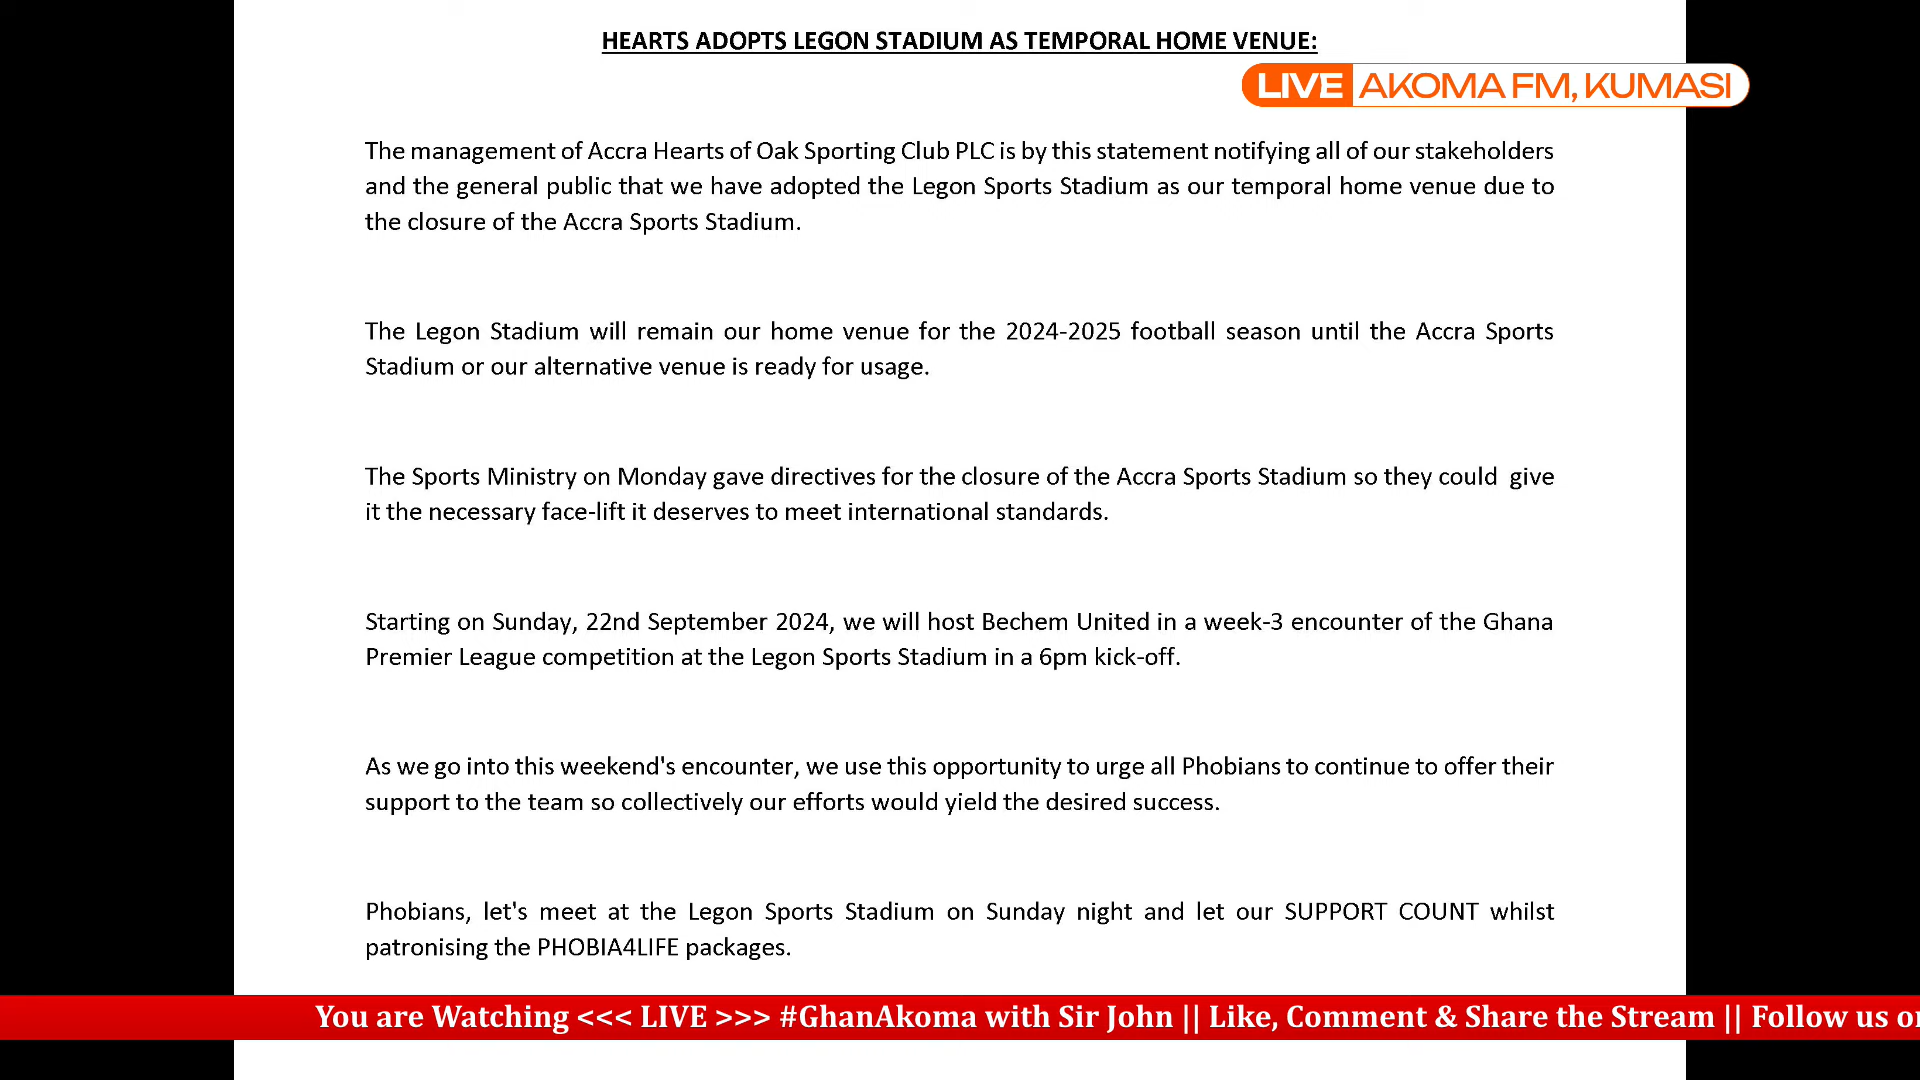 HEARTS ADOPTS LEGON STADIUM AS TEMPORAL HOME VENUE:
LIVE AKOMA FM, KUMASI
The management of Accra Hearts of Oak Sporting Club PLC is by this statement notifying all of our stakeholders
and the general public that we have adopted the Legon Sports Stadium as our temporal home venue due to
the closure of the Accra Sports Stadium.
The Legon Stadium will remain our home venue for the 2024-2025 football season until the Accra Sports
Stadium or our alternative venue is ready for usage.
The Sports Ministry on Monday gave directives for the closure of the Accra Sports Stadium so they could give
it the necessary face-lift it deserves to meet international standards.
Starting on Sunday, 22nd September 2024, we will host Bechem United in a week-3 encounter of the Ghana
Premier League competition at the Legon Sports Stadium in a 6pm kick-off.
As we go into this weekend's encounter, we use this opportunity to urge all Phobians to continue to offer their
support to the team so collectively our efforts would yield the desired success.
Phobians, let's meet at the Legon Sports Stadium on Sunday night and let our SUPPORT COUNT whilst
patronising the PHOBIA4LIFE packages.
You are Watching <<< LIVE >>> #GhanAkoma with Sir John || Like, Comment & Share the Stream || Follow us